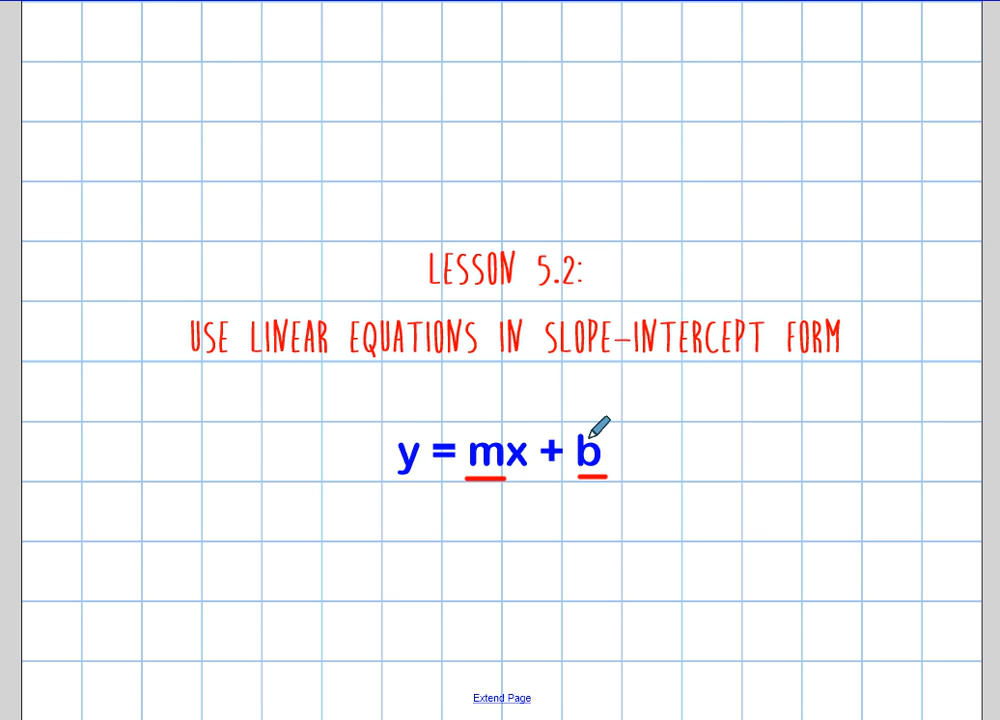 LESSON 5.2:
USE LINEAR EQUATIONS IN SLOPE-INTERCEPT FORM
y = mx + b
Extend Page